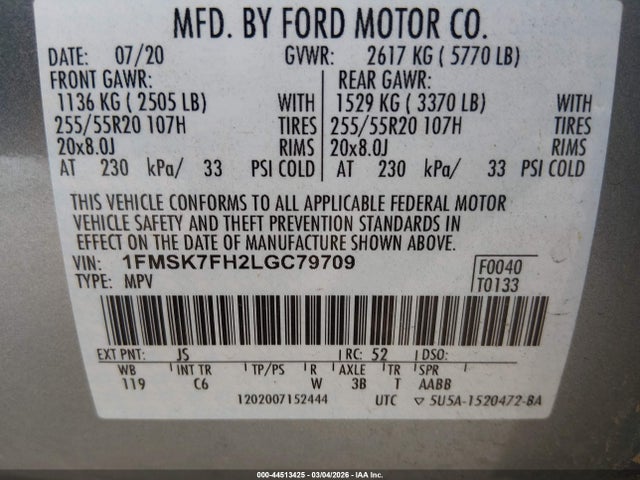 MFD. BY FORD MOTOR CO.
DATE: 07/20 GVWR: 2617 KG ( 5770 LB)
FRONT GAWR: REAR GAWR:
1136 KG ( 2505 LB) WITH 1529 KG ( 3370 LB) WITH
255/55R20 107H TIRES 255/55R20 107H TIRES
20x8.0J RIMS 20x8.0J RIMS
AT 230 kPa/ 33 PSI COLD AT 230 kPa/ 33 PSI COLD
THIS VEHICLE CONFORMS TO ALL APPLICABLE FEDERAL MOTOR
VEHICLE SAFETY AND THEFT PREVENTION STANDARDS IN
EFFECT ON THE DATE OF MANUFACTURE SHOWN ABOVE.
VIN: 1FMSK7FH2LGC79709 F0040
TYPE: MPV T0133
EXT PNT: JS RC: 52 DSO:
WB INT TR TP/PS R AXLE TR SPR
119 C6 W 3B T AABB
1202007152444 UTC ▽ 5U5A-1520472-BA
000-44513425 - 03/04/2026 - IAA Inc.